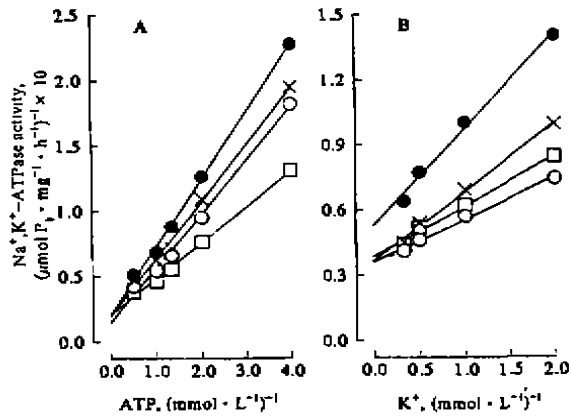 Na⁺,K⁺–ATPase activity,
(μmol Pᵢ • mg⁻¹ • h⁻¹)⁻¹ × 10
A
2.5
2.0
1.5
1.0
0.5
0.0
0.0 1.0 2.0 3.0 4.0
ATP, (mmol • L⁻¹)⁻¹
B
1.5
1.2
0.9
0.6
0.3
0.0
0.0 0.5 1.0 1.5 2.0
K⁺, (mmol • L⁻¹)⁻¹